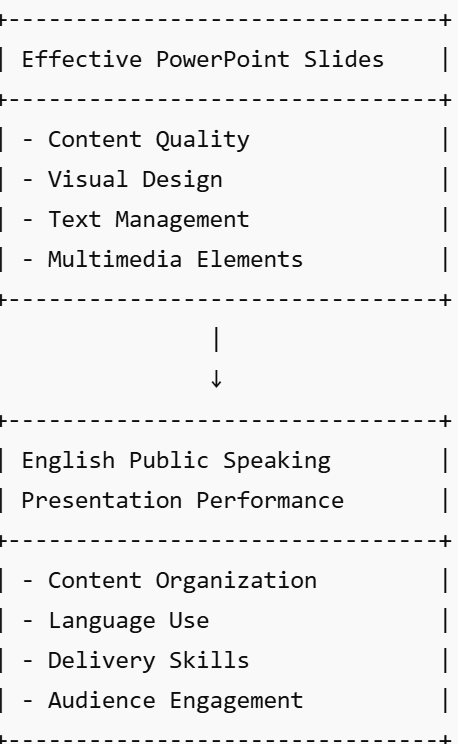 +--------------------------------+
| Effective PowerPoint Slides    |
+--------------------------------+
| - Content Quality              |
| - Visual Design                |
| - Text Management              |
| - Multimedia Elements          |
+--------------------------------+
                |
                ↓
+--------------------------------+
| English Public Speaking        |
| Presentation Performance       |
+--------------------------------+
| - Content Organization         |
| - Language Use                 |
| - Delivery Skills              |
| - Audience Engagement          |
+--------------------------------+